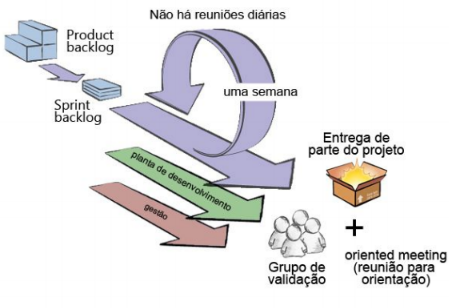 Não há reuniões diárias
Product
backlog
uma semana
Sprint
backlog
Entrega de
parte do projeto
planta de desenvolvimento
gestão
+
Grupo de
validação
oriented meeting
(reunião para
orientação)